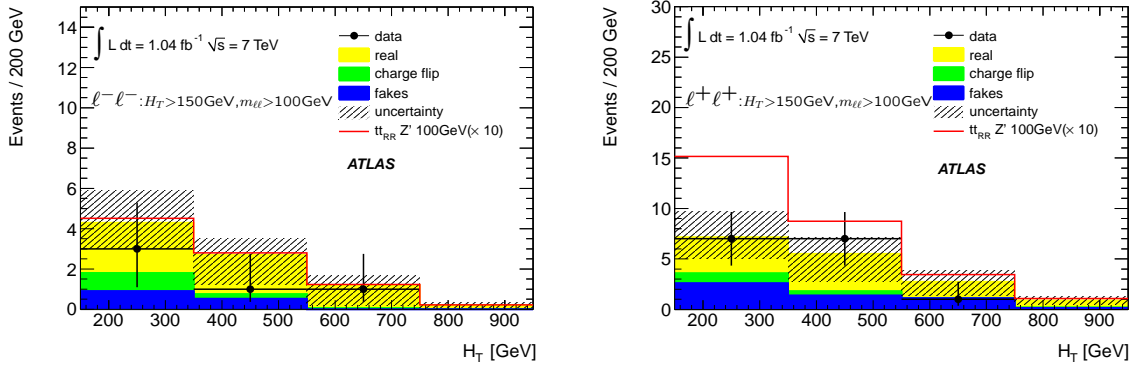 Events / 200 GeV
14
12
10
8
6
4
2
0
∫ L dt = 1.04 fb⁻¹ √s = 7 TeV
ℓ⁻ℓ⁻: H_T>150GeV, m_ℓℓ>100GeV
data
real
charge flip
fakes
uncertainty
tt_RR Z' 100GeV(× 10)
ATLAS
200 300 400 500 600 700 800 900
H_T [GeV]
Events / 200 GeV
30
25
20
15
10
5
0
∫ L dt = 1.04 fb⁻¹ √s = 7 TeV
ℓ⁺ℓ⁺: H_T>150GeV, m_ℓℓ>100GeV
data
real
charge flip
fakes
uncertainty
tt_RR Z' 100GeV(× 10)
ATLAS
200 300 400 500 600 700 800 900
H_T [GeV]